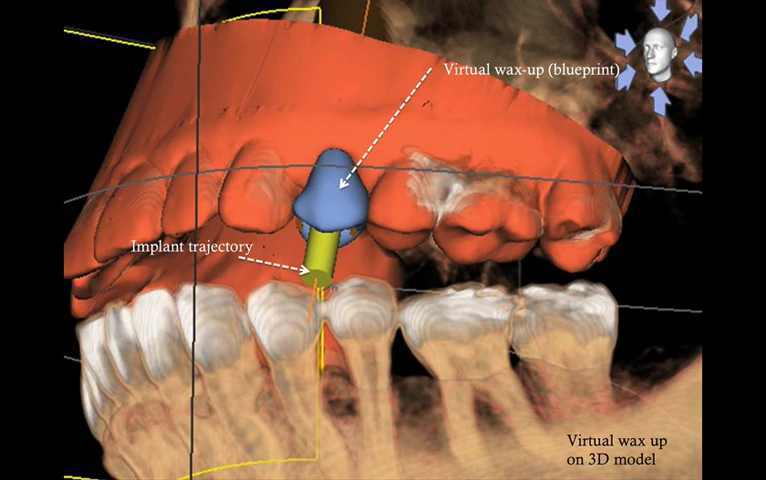 Virtual wax-up (blueprint)
Implant trajectory
Virtual wax up
on 3D model